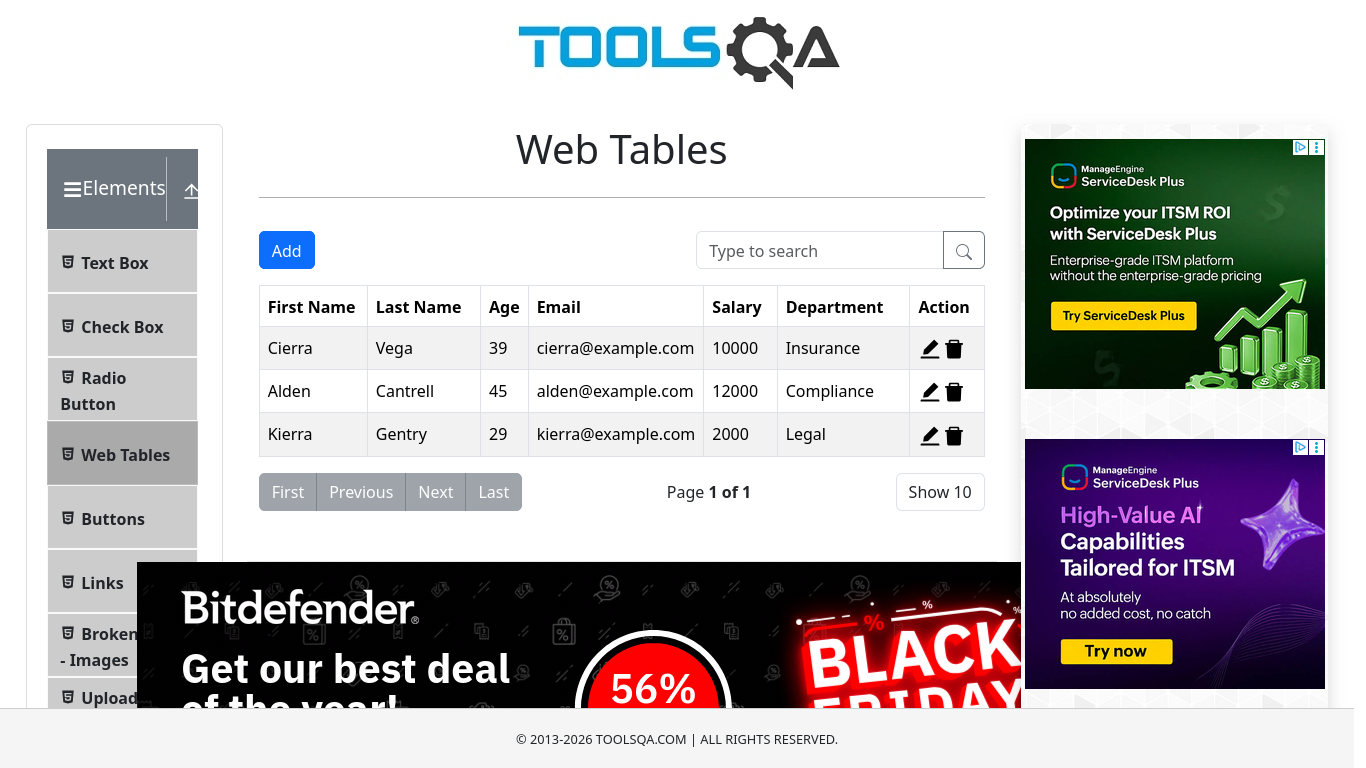 TOOLSQA
Web Tables
Elements
Text Box
Check Box
Radio
Button
Web Tables
Buttons
Links
Broken
- Images
Upload
Add
Type to search
First Name Last Name Age Email Salary Department Action
Cierra Vega 39 cierra@example.com 10000 Insurance
Alden Cantrell 45 alden@example.com 12000 Compliance
Kierra Gentry 29 kierra@example.com 2000 Legal
First Previous Next Last
Page 1 of 1
Show 10
ManageEngine
ServiceDesk Plus
Optimize your ITSM ROI
with ServiceDesk Plus
Enterprise-grade ITSM platform
without the enterprise-grade pricing
Try ServiceDesk Plus
ManageEngine
ServiceDesk Plus
High-Value AI
Capabilities
Tailored for ITSM
At absolutely
no added cost, no catch
Try now
Bitdefender®
Get our best deal
of the year!
56%
BLACK
FRIDAY
© 2013-2026 TOOLSQA.COM | ALL RIGHTS RESERVED.